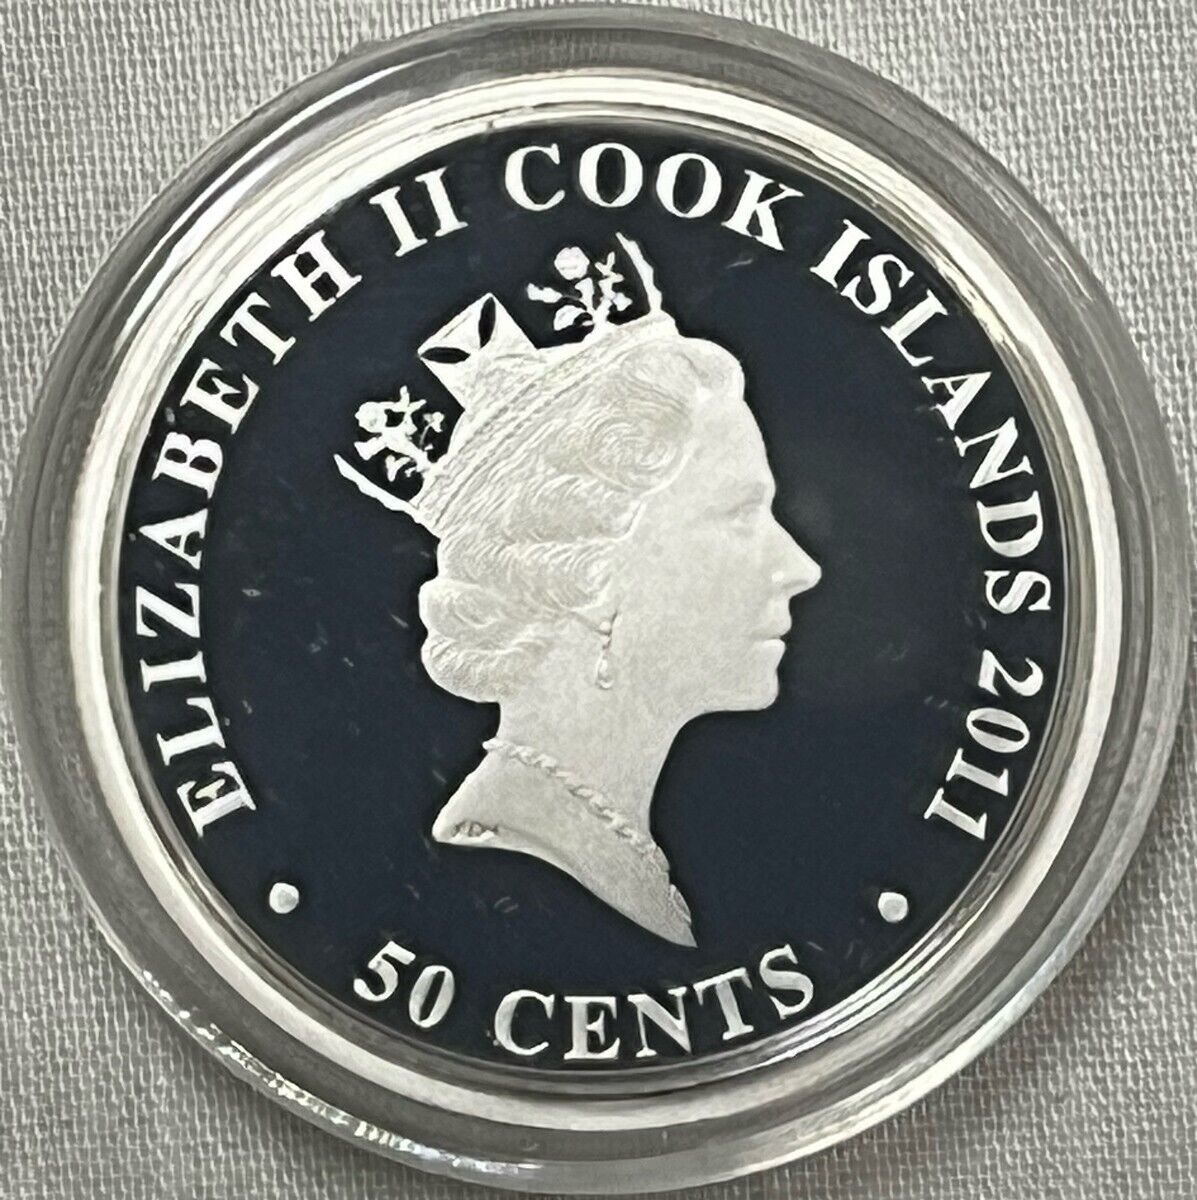 ELIZABETH II COOK ISLANDS 2011
• 50 CENTS •